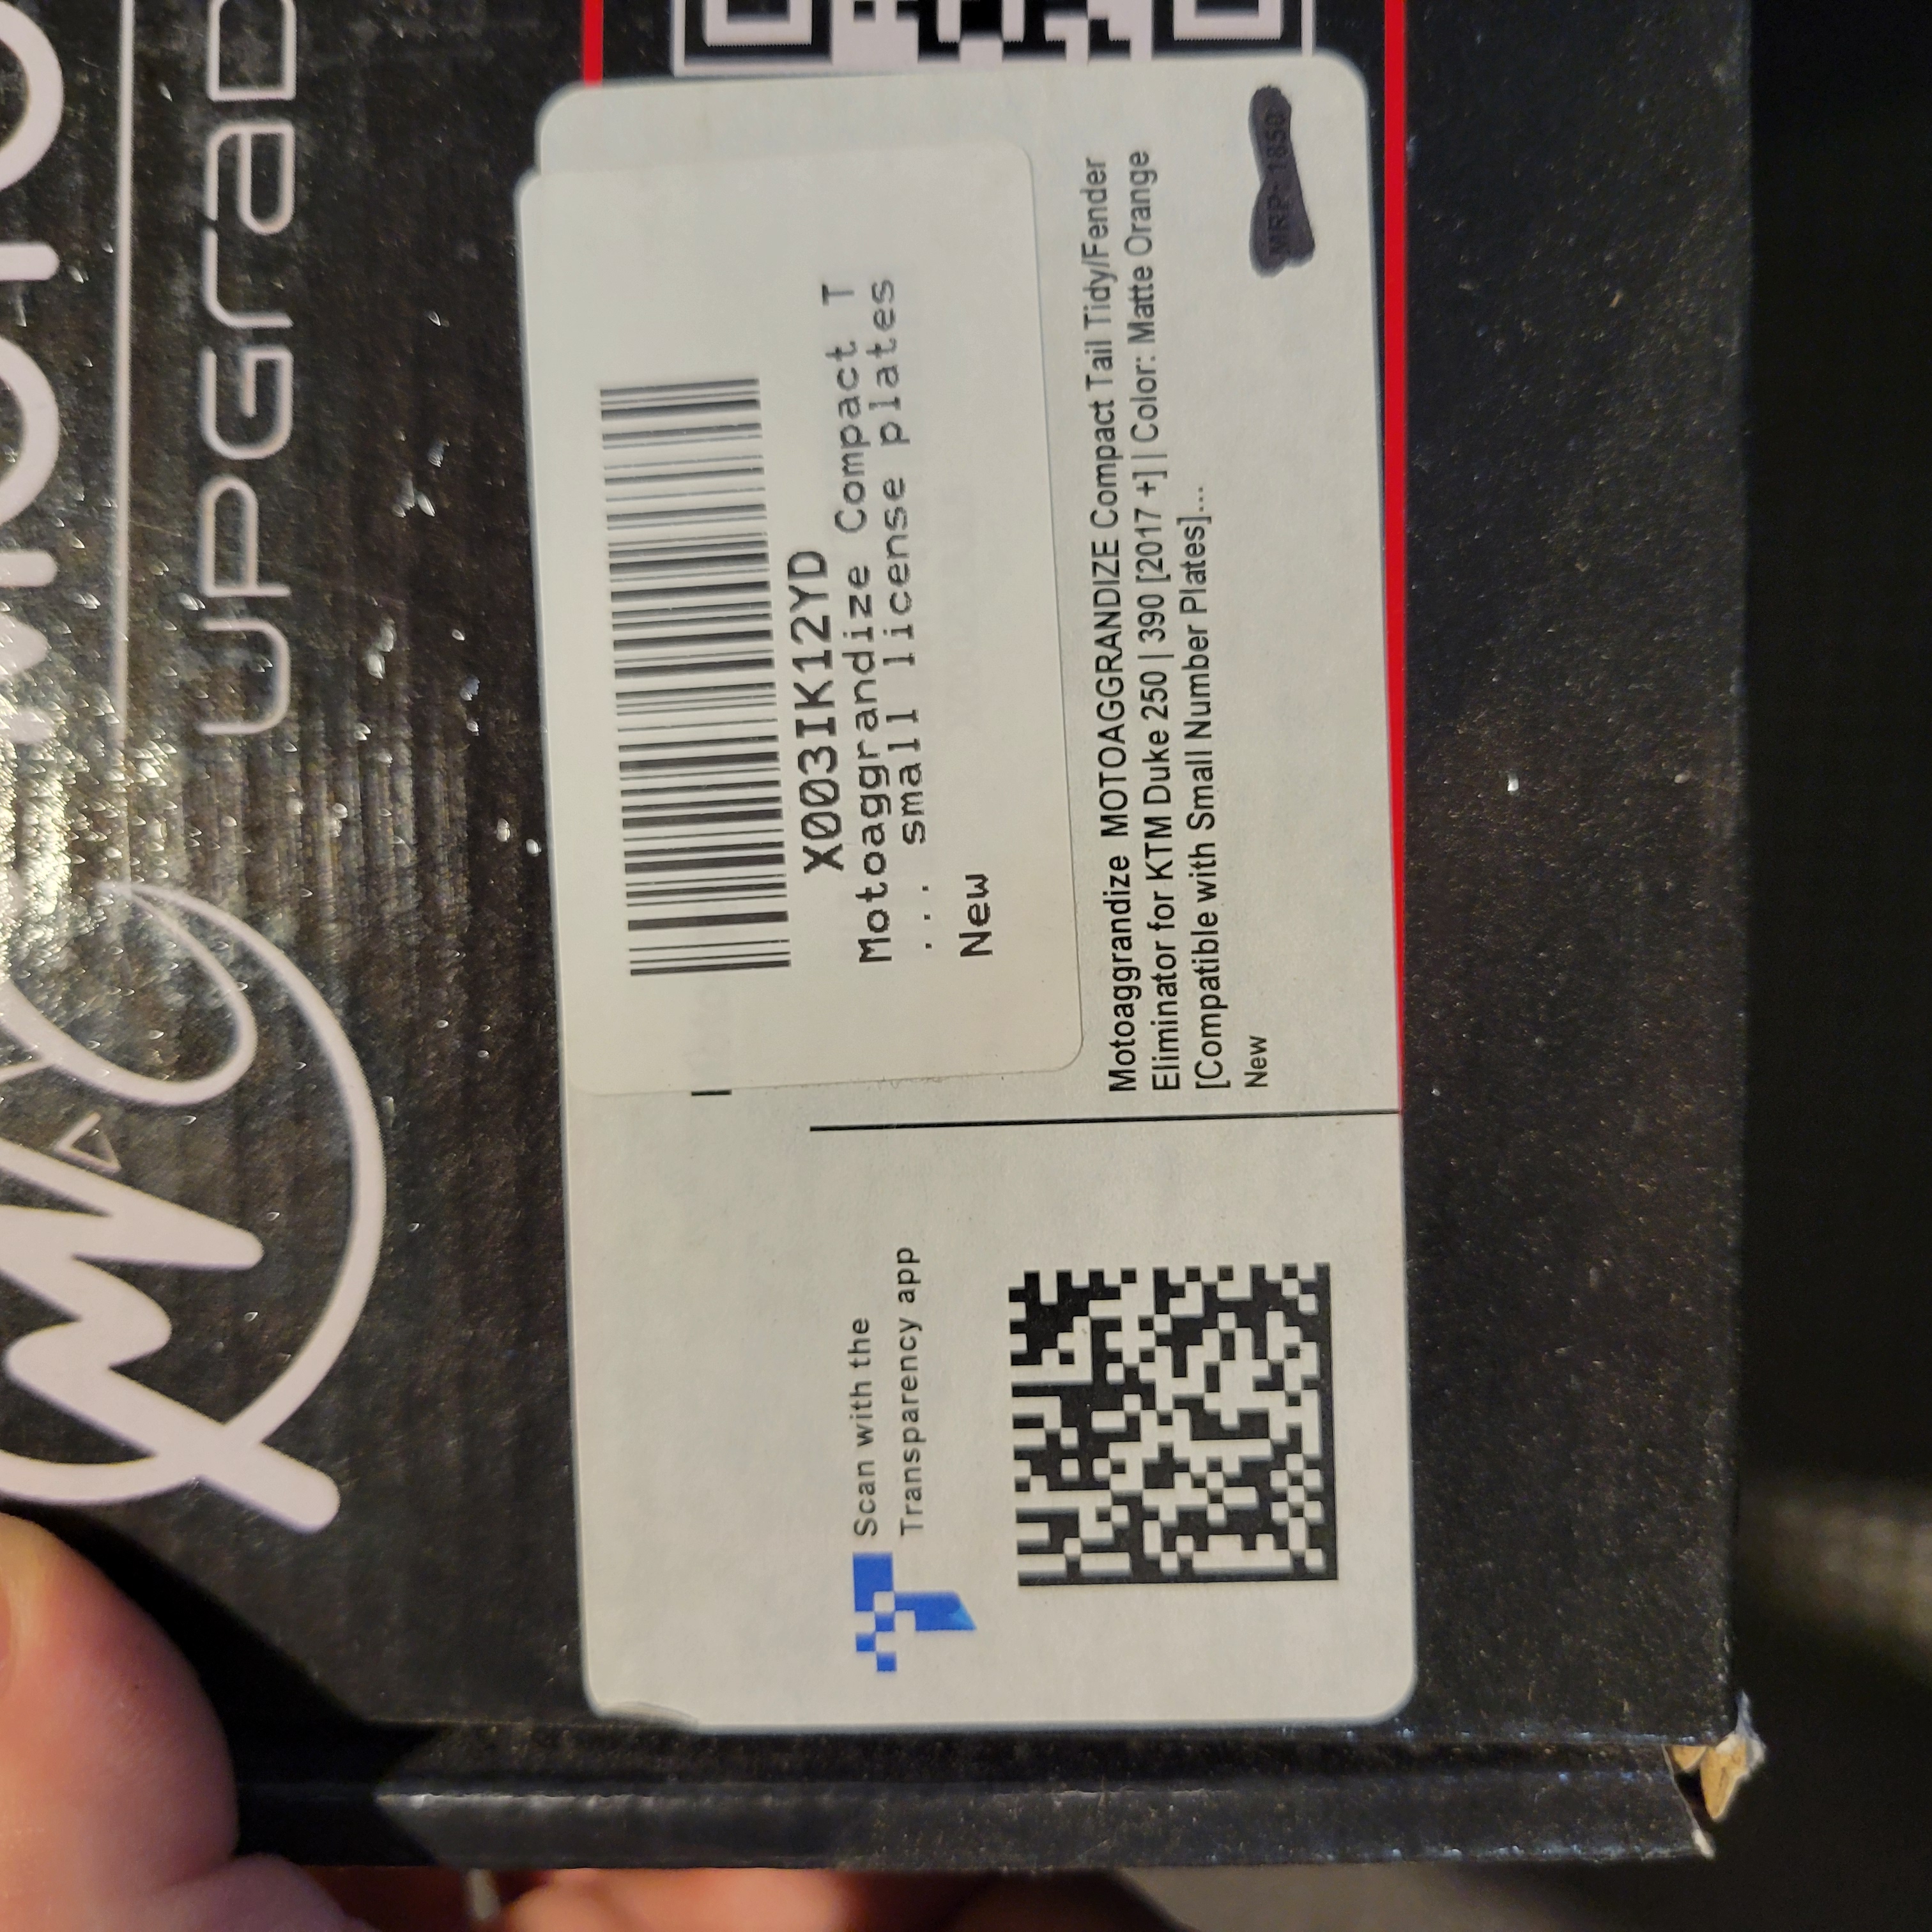 UPGraD
X003IK12YD
Motoaggrandize Compact T
... small license plates
New
Motoaggrandize MOTOAGGRANDIZE Compact Tail Tidy/Fender
Eliminator for KTM Duke 250 | 390 [2017 +] | Color: Matte Orange
[Compatible with Small Number Plates]...
New
MRP-1850
Scan with the
Transparency app